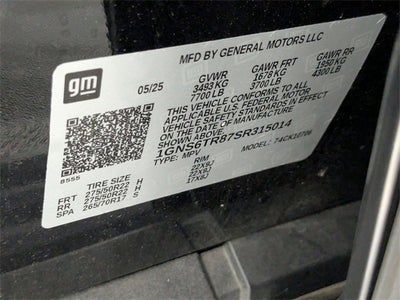 gm
MFD BY GENERAL MOTORS LLC
05/25 GVWR GAWR FRT GAWR RR
3493 KG 1678 KG 1950 KG
7700 LB 3700 LB 4300 LB
THIS VEHICLE CONFORMS TO ALL
APPLICABLE U.S. FEDERAL MOTOR
VEHICLE SAFETY STANDARDS IN EFFECT
ON THE DATE OF MANUFACTURE
SHOWN ABOVE.
1GNS6TR87SR315014
TYPE: MPV MODEL: 74CK10706
8555
TIRE SIZE RIM
FRT 275/50R22 H 22X9J
RR 275/50R22 H 22X9J
SPA 265/70R17 S 17X8J